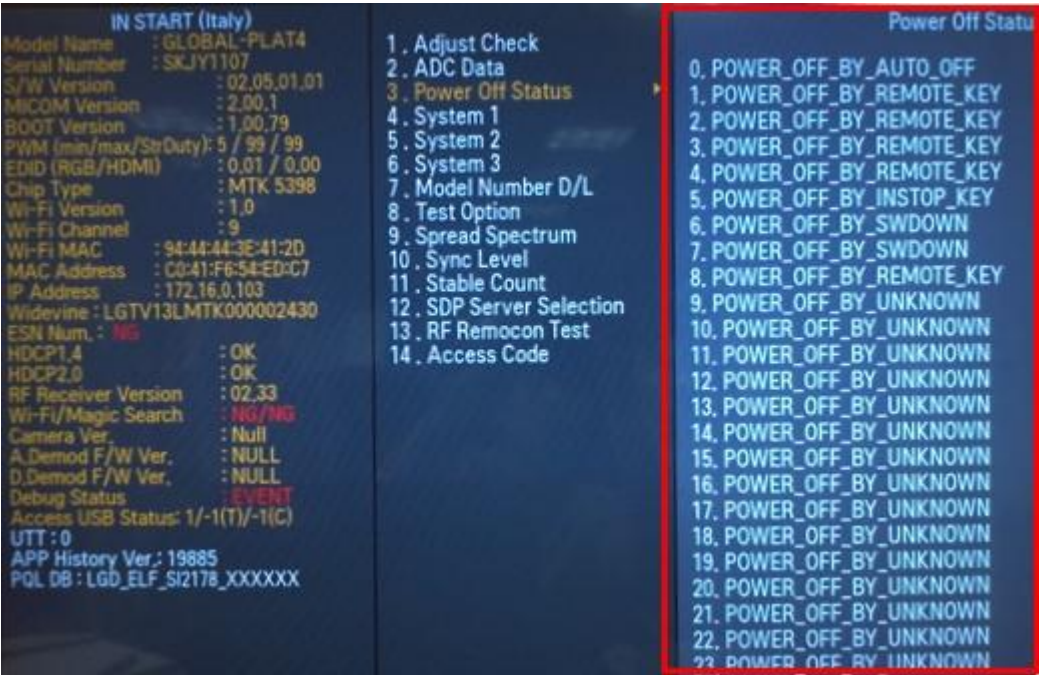 IN START (Italy)
Model Name : GLOBAL-PLAT4
Serial Number : SKJY1107
S/W Version : 02.05.01.01
MICOM Version : 2.00.1
BOOT Version : 1.00.79
PWM (min/max/StrDuty): 5 / 99 / 99
EDID (RGB/HDMI) : 0.01 / 0.00
Chip Type : MTK 5398
Wi-Fi Version : 1.0
Wi-Fi Channel : 9
Wi-Fi MAC : 94:44:44:3E:41:2D
MAC Address : C0:41:F6:54:ED:C7
IP Address : 172.16.0.103
Widevine : LGTV13LMTK000002430
ESN Num. : NG
HDCP1.4 : OK
HDCP2.0 : OK
RF Receiver Version : 02.33
Wi-Fi/Magic Search : NG/NG
Camera Ver. : Null
A.Demod F/W Ver. : NULL
D.Demod F/W Ver. : NULL
Debug Status : EVENT
Access USB Status: 1/-1(T)/-1(C)
UTT : 0
APP History Ver.: 19885
PQL DB : LGD_ELF_SI2178_XXXXXX
1. Adjust Check
2. ADC Data
3. Power Off Status
4. System 1
5. System 2
6. System 3
7. Model Number D/L
8. Test Option
9. Spread Spectrum
10. Sync Level
11. Stable Count
12. SDP Server Selection
13. RF Remocon Test
14. Access Code
Power Off Statu
0. POWER_OFF_BY_AUTO_OFF
1. POWER_OFF_BY_REMOTE_KEY
2. POWER_OFF_BY_REMOTE_KEY
3. POWER_OFF_BY_REMOTE_KEY
4. POWER_OFF_BY_REMOTE_KEY
5. POWER_OFF_BY_INSTOP_KEY
6. POWER_OFF_BY_SWDOWN
7. POWER_OFF_BY_SWDOWN
8. POWER_OFF_BY_REMOTE_KEY
9. POWER_OFF_BY_UNKNOWN
10. POWER_OFF_BY_UNKNOWN
11. POWER_OFF_BY_UNKNOWN
12. POWER_OFF_BY_UNKNOWN
13. POWER_OFF_BY_UNKNOWN
14. POWER_OFF_BY_UNKNOWN
15. POWER_OFF_BY_UNKNOWN
16. POWER_OFF_BY_UNKNOWN
17. POWER_OFF_BY_UNKNOWN
18. POWER_OFF_BY_UNKNOWN
19. POWER_OFF_BY_UNKNOWN
20. POWER_OFF_BY_UNKNOWN
21. POWER_OFF_BY_UNKNOWN
22. POWER_OFF_BY_UNKNOWN
23. POWER_OFF_BY_UNKNOWN